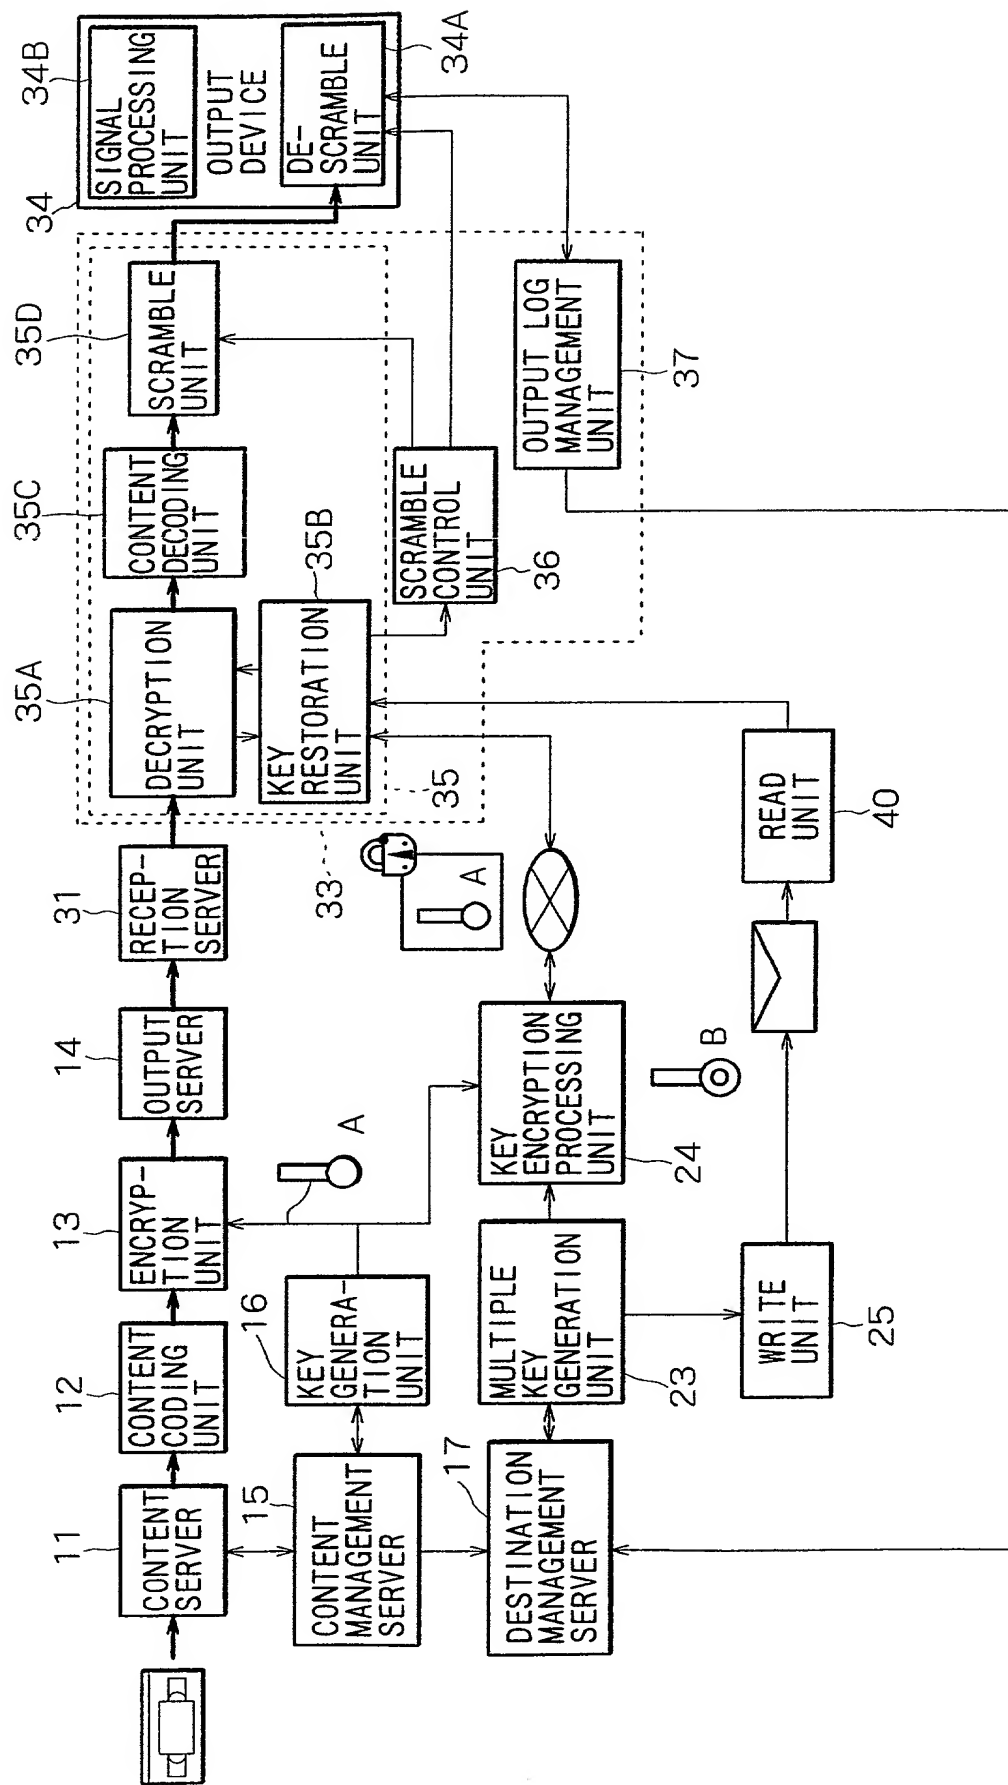 11
CONTENT
SERVER
12
CONTENT
CODING
UNIT
13
ENCRYP-
TION
UNIT
14
OUTPUT
SERVER
31
RECEP-
TION
SERVER
35A
DECRYPTION
UNIT
35C
CONTENT
DECODING
UNIT
35D
SCRAMBLE
UNIT
34
34B
SIGNAL
PROCESSING
UNIT
OUTPUT
DEVICE
DE-
SCRAMBLE
UNIT
34A
15
CONTENT
MANAGEMENT
SERVER
16
KEY
GENERA-
TION
UNIT
A
33
A
KEY
RESTORATION
UNIT
35B
35
SCRAMBLE
CONTROL
UNIT
36
OUTPUT LOG
MANAGEMENT
UNIT
37
17
DESTINATION
MANAGEMENT
SERVER
MULTIPLE
KEY
GENERATION
UNIT
23
KEY
ENCRYPTION
PROCESSING
UNIT
24
B
WRITE
UNIT
25
READ
UNIT
40